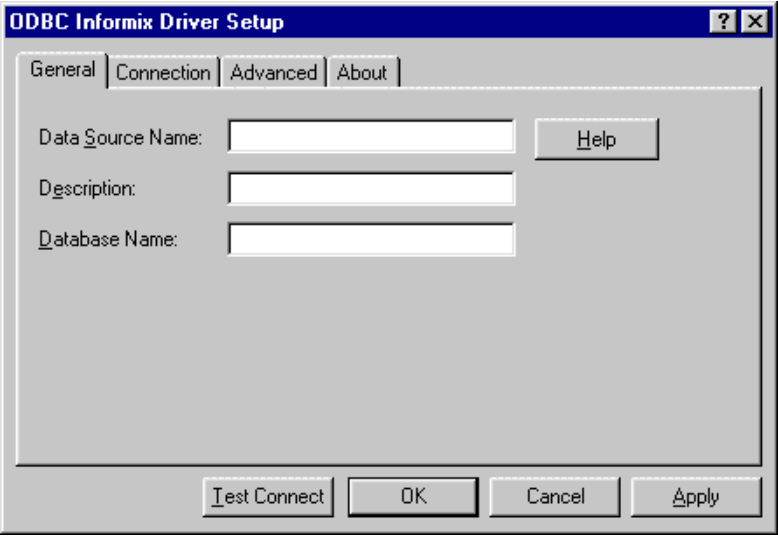 ODBC Informix Driver Setup
General Connection Advanced About
Data Source Name:
Help
Description:
Database Name:
Test Connect OK Cancel Apply